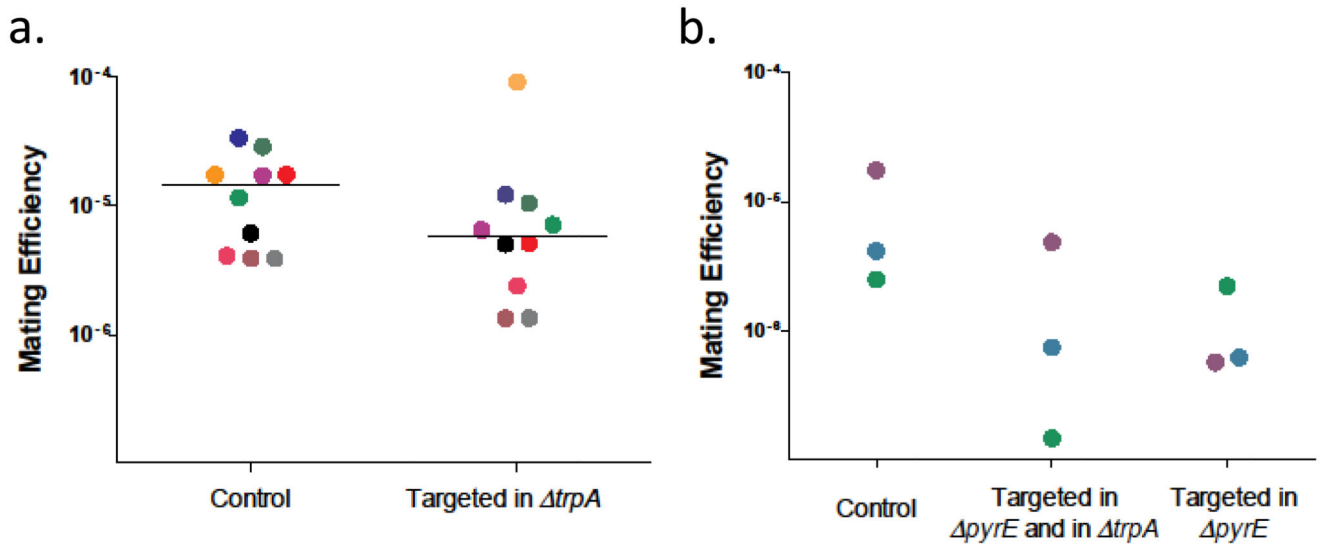 a.
Mating Efficiency
10-4
10-5
10-6
Control
Targeted in ΔtrpA
b.
Mating Efficiency
10-4
10-6
10-8
Control
Targeted in
ΔpyrE and in ΔtrpA
Targeted in
ΔpyrE